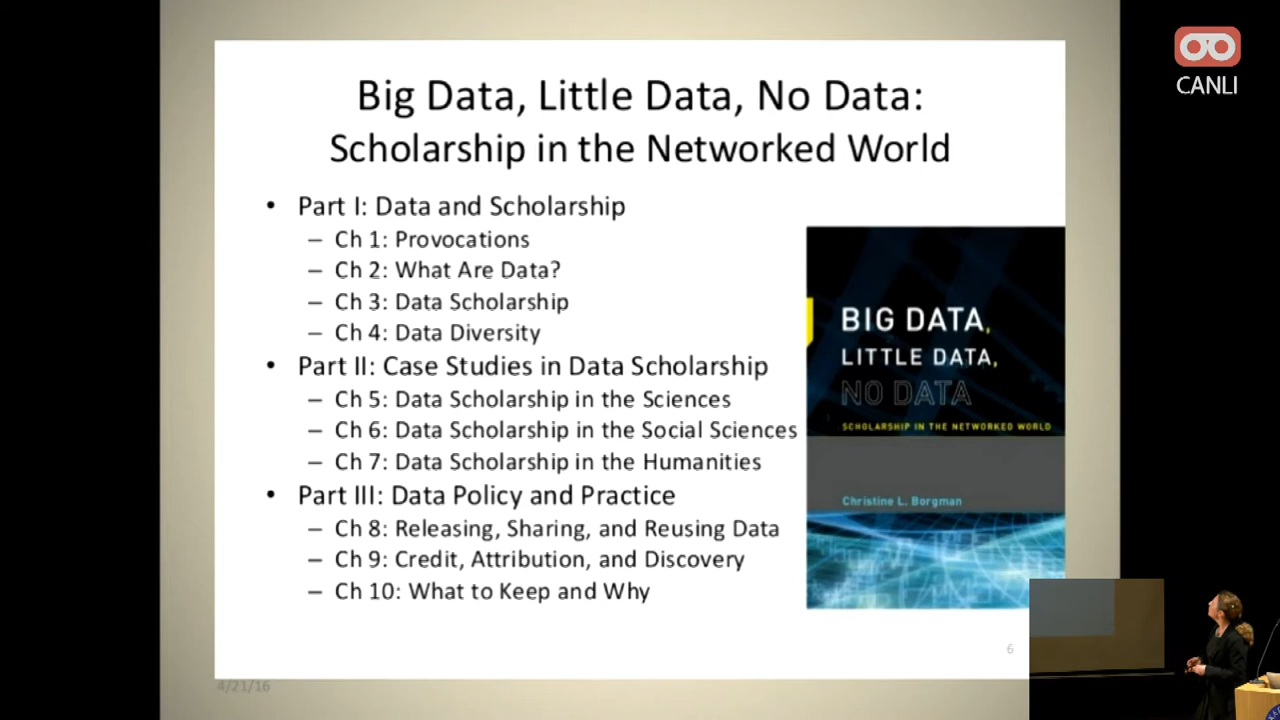 CANLI
Big Data, Little Data, No Data:
Scholarship in the Networked World
• Part I: Data and Scholarship
– Ch 1: Provocations
– Ch 2: What Are Data?
– Ch 3: Data Scholarship
– Ch 4: Data Diversity
• Part II: Case Studies in Data Scholarship
– Ch 5: Data Scholarship in the Sciences
– Ch 6: Data Scholarship in the Social Sciences
– Ch 7: Data Scholarship in the Humanities
• Part III: Data Policy and Practice
– Ch 8: Releasing, Sharing, and Reusing Data
– Ch 9: Credit, Attribution, and Discovery
– Ch 10: What to Keep and Why
BIG DATA,
LITTLE DATA,
NO DATA
SCHOLARSHIP IN THE NETWORKED WORLD
Christine L. Borgman
6
4/21/16